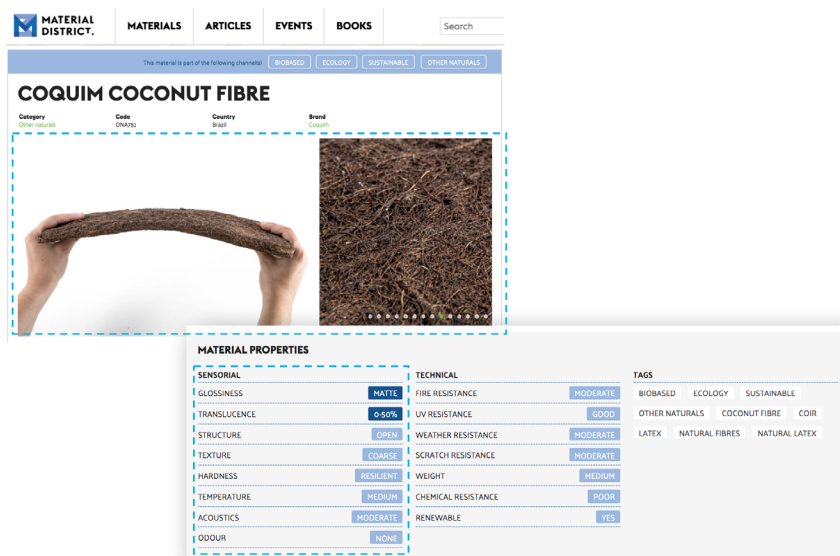 MATERIAL
DISTRICT.
MATERIALS ARTICLES EVENTS BOOKS Search
This material is part of the following channel(s) BIOBASED ECOLOGY SUSTAINABLE OTHER NATURALS
COQUIM COCONUT FIBRE
Category Code Country Brand
Other naturals ONA751 Brazil Coquim
MATERIAL PROPERTIES
SENSORIAL TECHNICAL TAGS
GLOSSINESS MATTE FIRE RESISTANCE MODERATE BIOBASED ECOLOGY SUSTAINABLE
TRANSLUCENCE 0-50% UV RESISTANCE GOOD OTHER NATURALS COCONUT FIBRE COIR
STRUCTURE OPEN WEATHER RESISTANCE MODERATE LATEX NATURAL FIBRES NATURAL LATEX
TEXTURE COARSE SCRATCH RESISTANCE MODERATE
HARDNESS RESILIENT WEIGHT MEDIUM
TEMPERATURE MEDIUM CHEMICAL RESISTANCE POOR
ACOUSTICS MODERATE RENEWABLE YES
ODOUR NONE